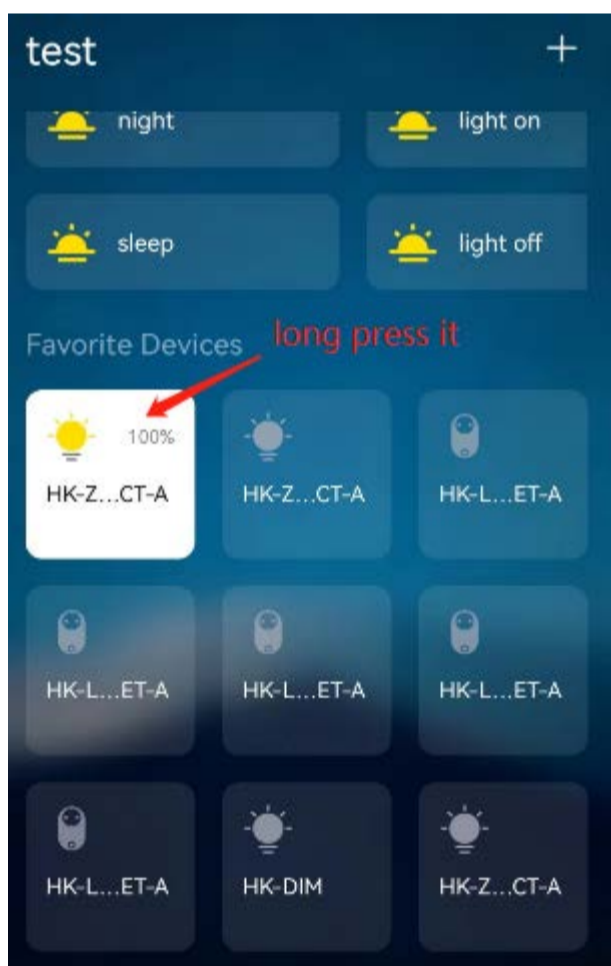 test +
night light on
sleep light off
Favorite Devices long press it
100%
HK-Z...CT-A HK-Z...CT-A HK-L...ET-A
HK-L...ET-A HK-L...ET-A HK-L...ET-A
HK-L...ET-A HK-DIM HK-Z...CT-A